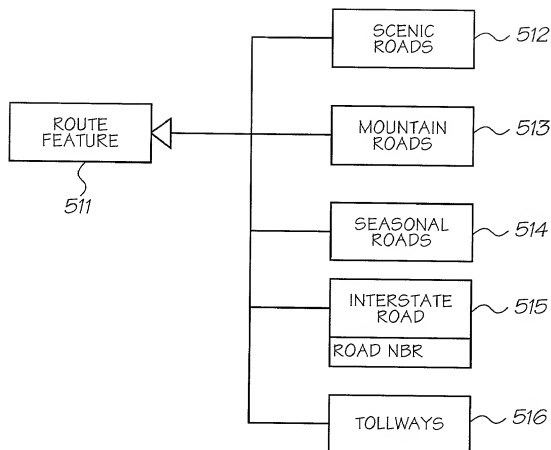 SCENIC
ROADS
512
ROUTE
FEATURE
511
MOUNTAIN
ROADS
513
SEASONAL
ROADS
514
INTERSTATE
ROAD
515
ROAD NBR
TOLLWAYS
516